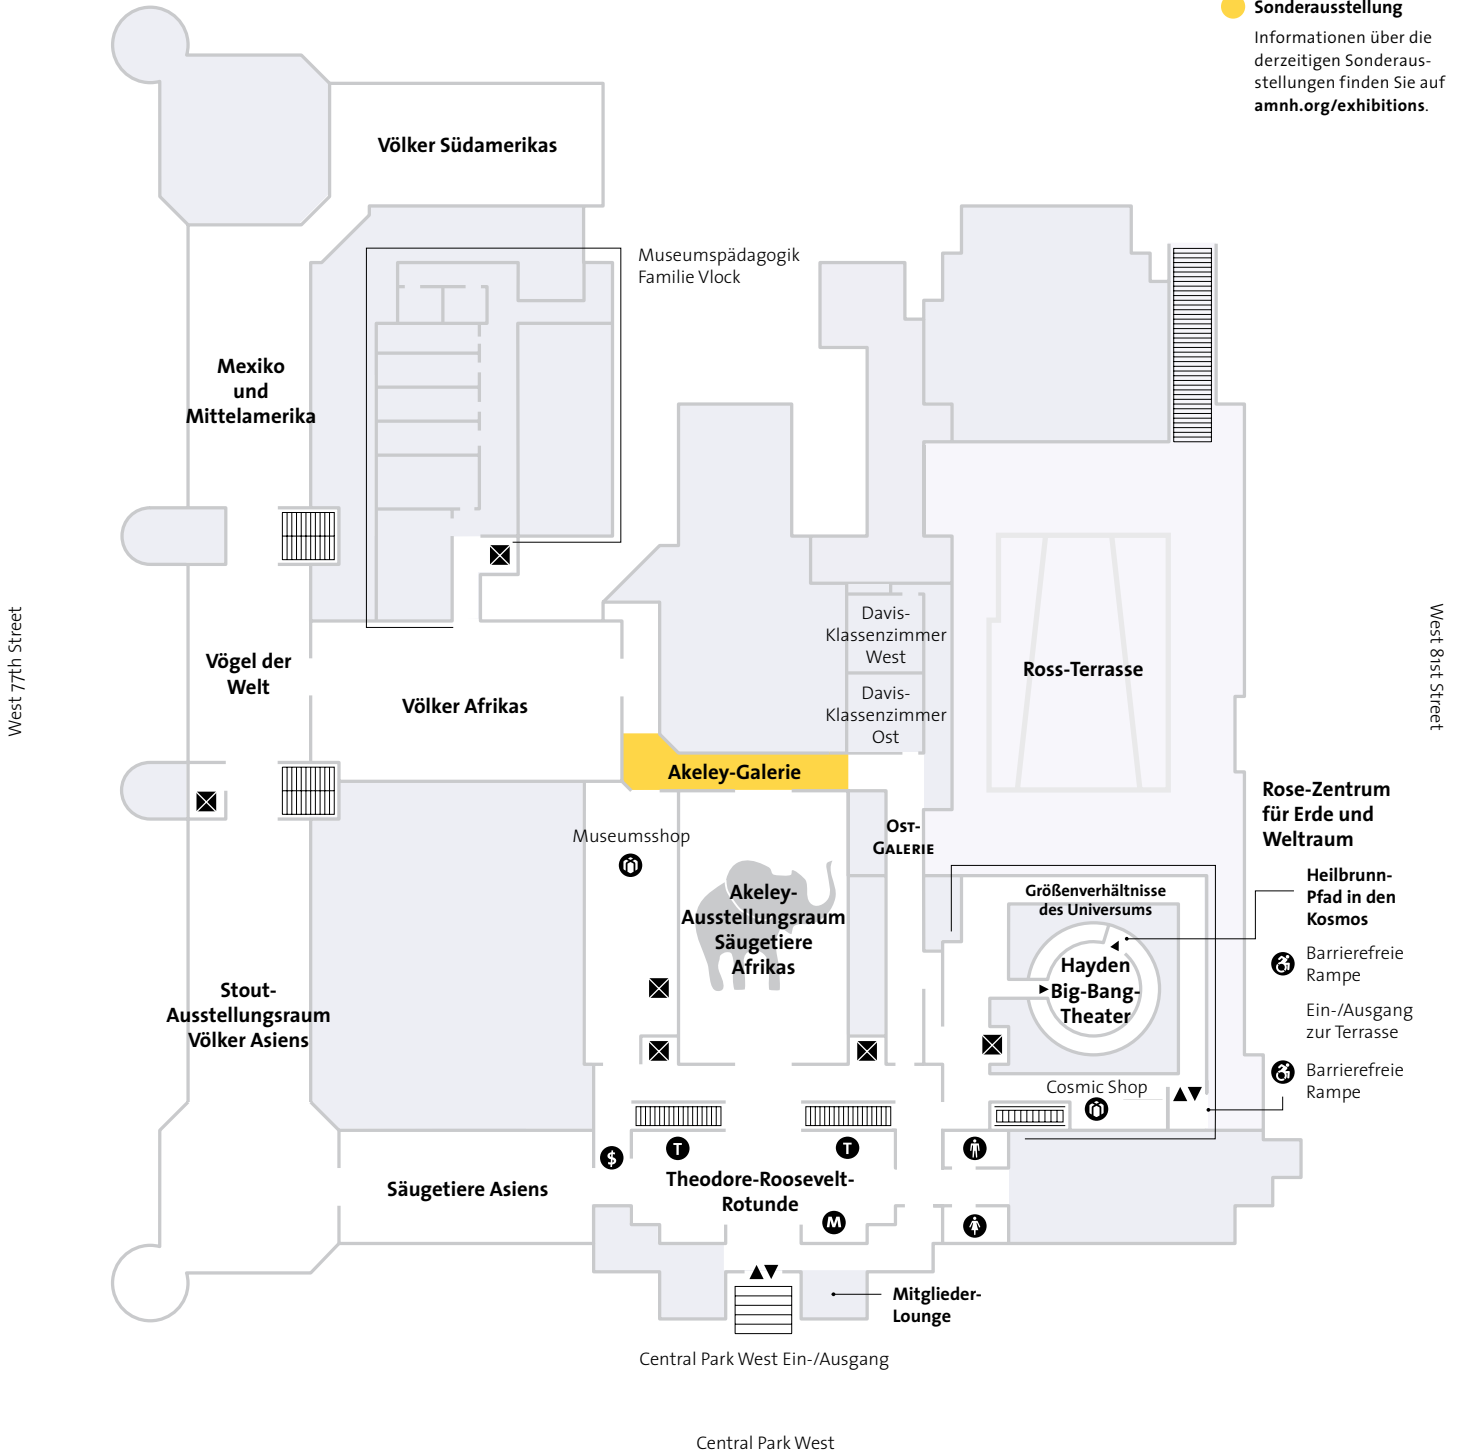 Sonderausstellung
Informationen über die
derzeitigen Sonderaus-
stellungen finden Sie auf
amnh.org/exhibitions.
Völker Südamerikas
Museumspädagogik
Familie Vlock
Mexiko
und
Mittelamerika
West 77th Street
West 81st Street
Davis-
Klassenzimmer
West
Davis-
Klassenzimmer
Ost
Ross-Terrasse
Vögel der
Welt
Völker Afrikas
Akeley-Galerie
Museumsshop
Ost-
Galerie
Akeley-
Ausstellungsraum
Säugetiere
Afrikas
Rose-Zentrum
für Erde und
Weltraum
Heilbrunn-
Pfad in den
Kosmos
Barrierefreie
Rampe
Ein-/Ausgang
zur Terrasse
Barrierefreie
Rampe
Größenverhältnisse
des Universums
Hayden
Big-Bang-
Theater
Cosmic Shop
Stout-
Ausstellungsraum
Völker Asiens
Säugetiere Asiens
$
T
T
Theodore-Roosevelt-
Rotunde
M
Mitglieder-
Lounge
Central Park West Ein-/Ausgang
Central Park West